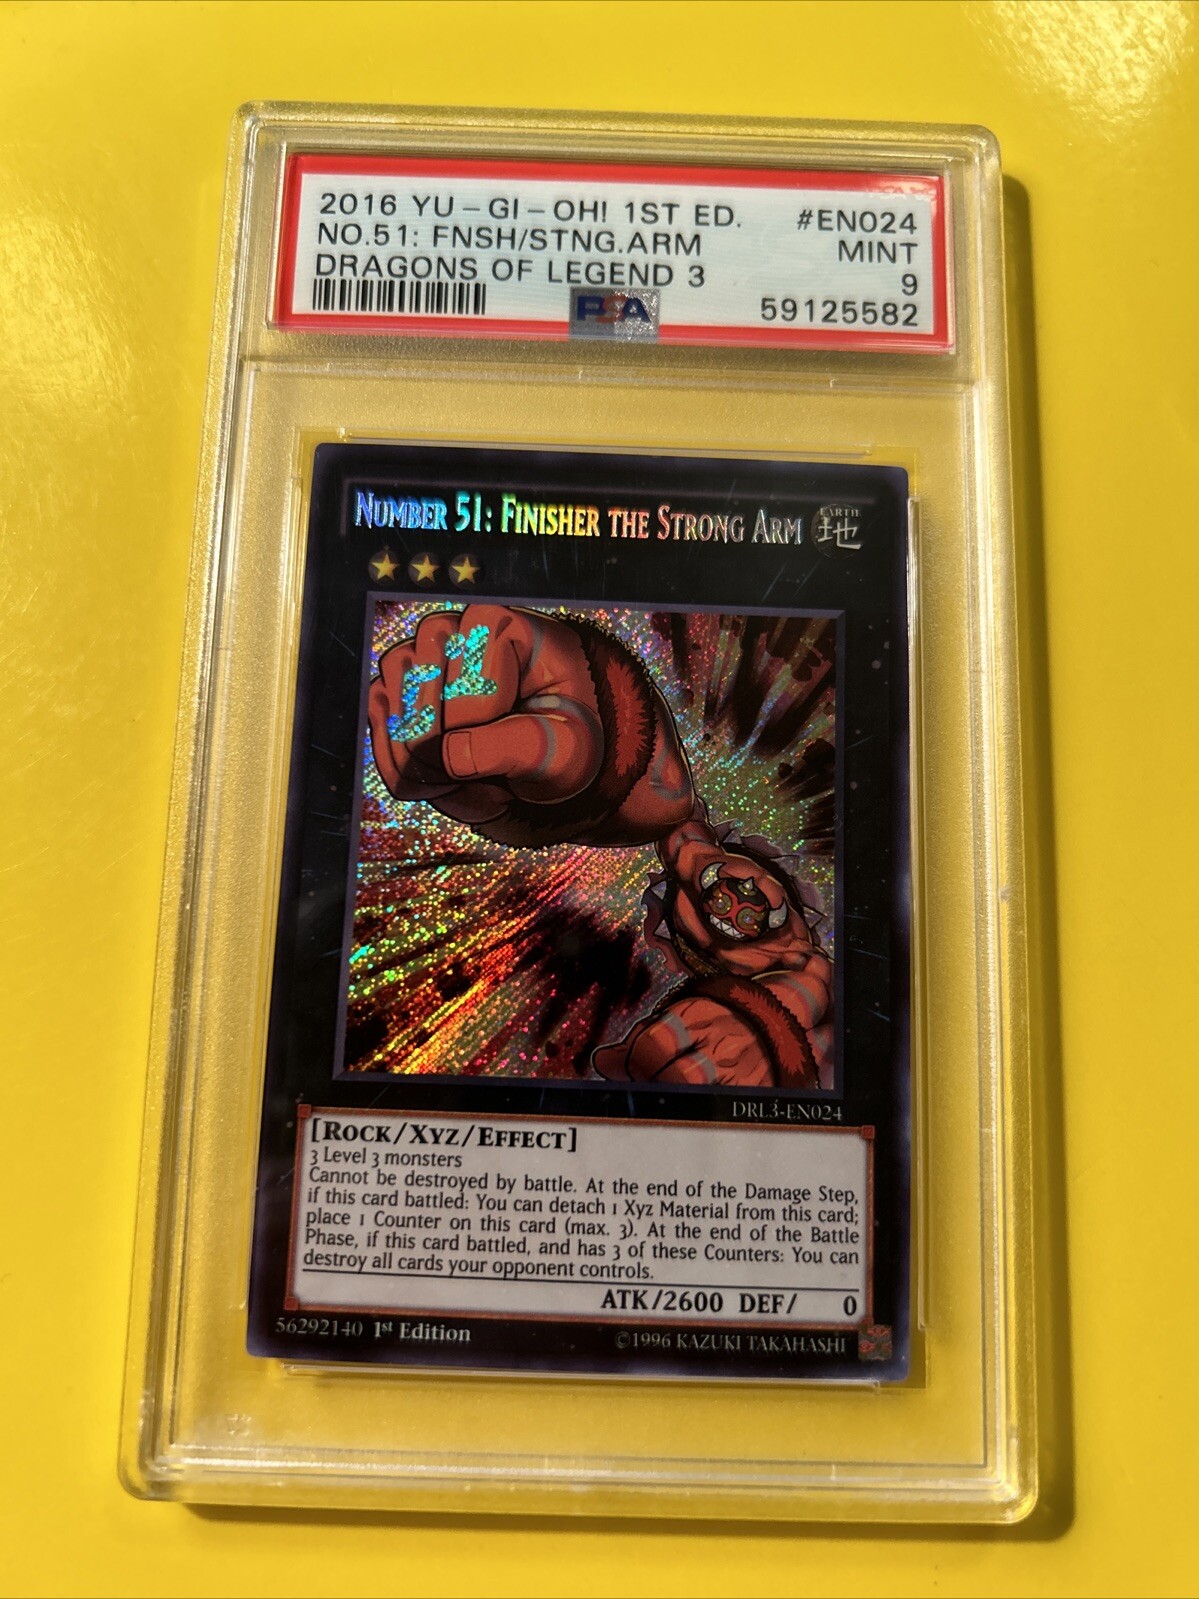 2016 YU-GI-OH! 1ST ED. #EN024
NO.51: FNSH/STNG.ARM MINT
DRAGONS OF LEGEND 3 9
PSA 59125582
NUMBER 51: FINISHER THE STRONG ARM
EARTH
地
51
DRL3-EN024
[ROCK/XYZ/EFFECT]
3 Level 3 monsters
Cannot be destroyed by battle. At the end of the Damage Step,
if this card battled: You can detach 1 Xyz Material from this card;
place 1 Counter on this card (max. 3). At the end of the Battle
Phase, if this card battled, and has 3 of these Counters: You can
destroy all cards your opponent controls.
ATK/2600 DEF/ 0
56292140 1st Edition ©1996 KAZUKI TAKAHASHI